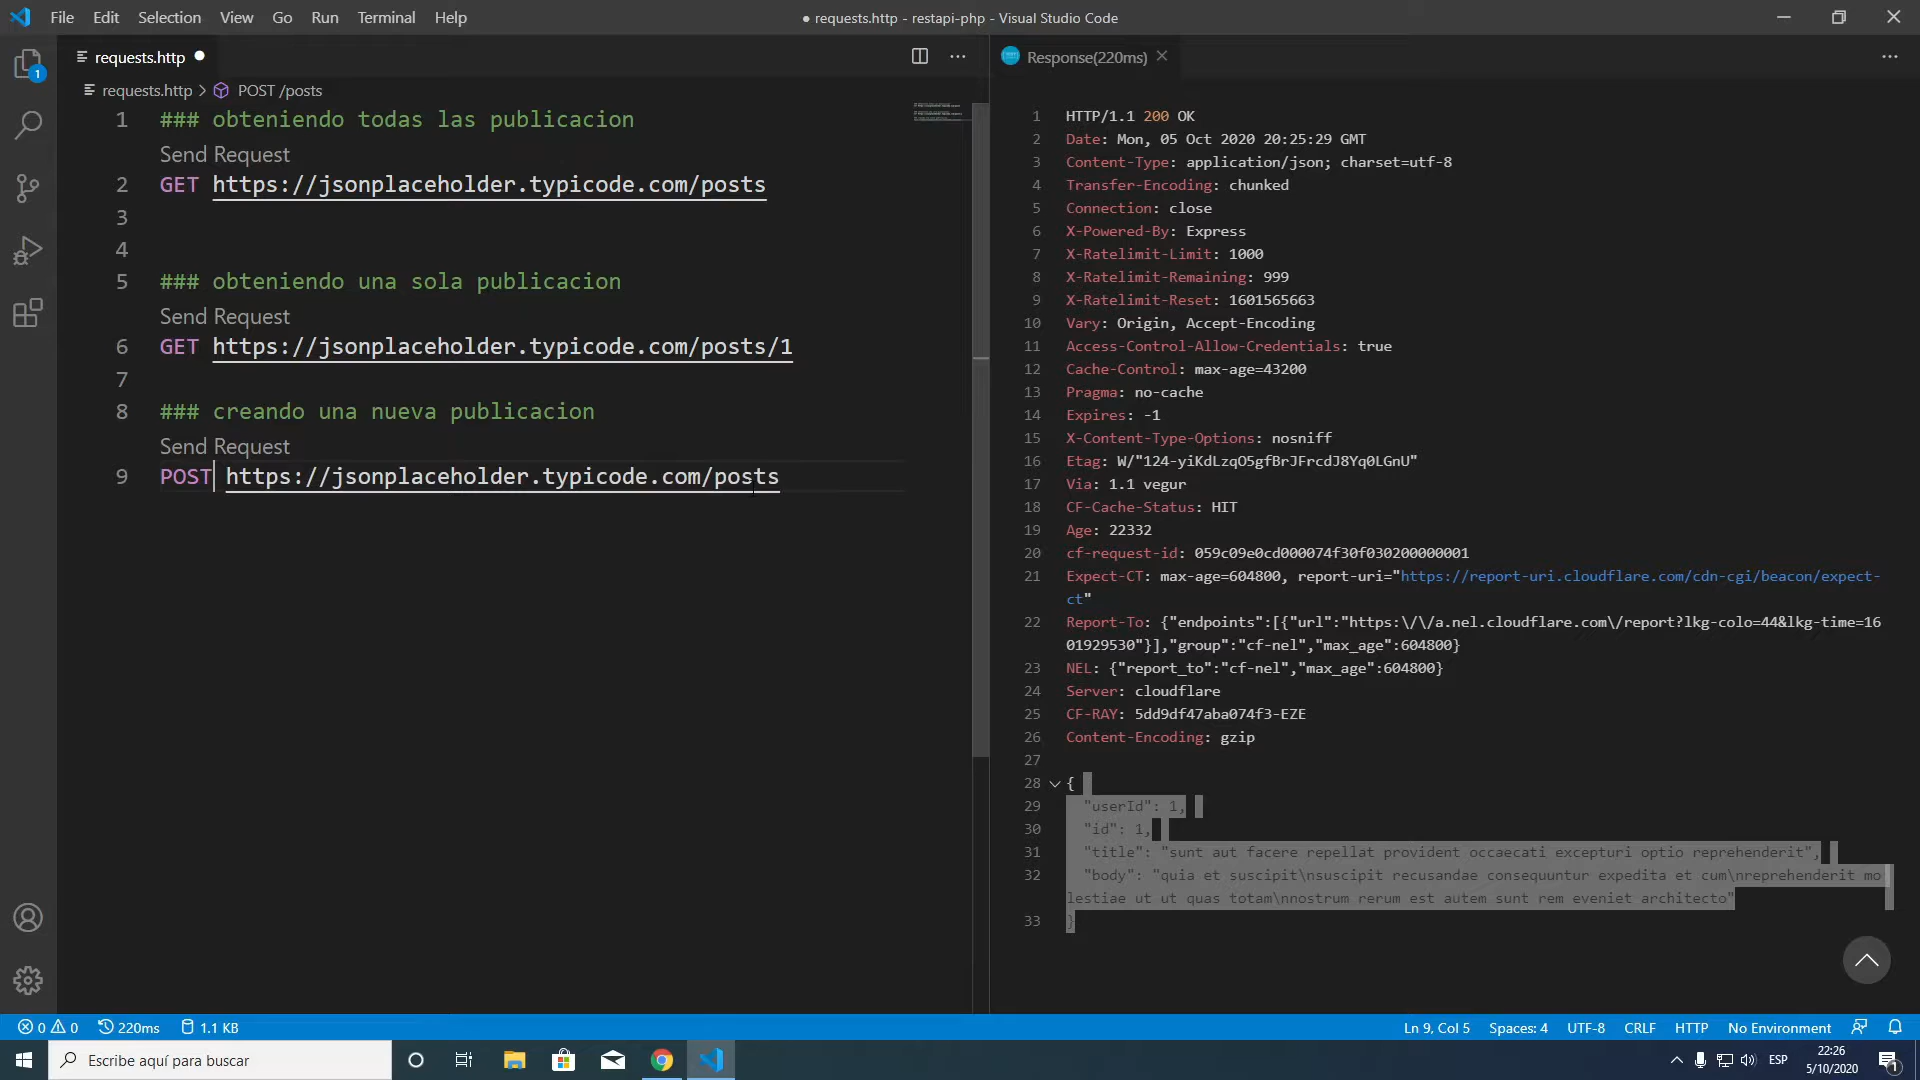 File Edit Selection View Go Run Terminal Help
● requests.http - restapi-php - Visual Studio Code
requests.http
Response(220ms)
requests.http > POST /posts
1 ### obteniendo todas las publicacion
Send Request
2 GET https://jsonplaceholder.typicode.com/posts
3
4
5 ### obteniendo una sola publicacion
Send Request
6 GET https://jsonplaceholder.typicode.com/posts/1
7
8 ### creando una nueva publicacion
Send Request
9 POST https://jsonplaceholder.typicode.com/posts
1 HTTP/1.1 200 OK
2 Date: Mon, 05 Oct 2020 20:25:29 GMT
3 Content-Type: application/json; charset=utf-8
4 Transfer-Encoding: chunked
5 Connection: close
6 X-Powered-By: Express
7 X-Ratelimit-Limit: 1000
8 X-Ratelimit-Remaining: 999
9 X-Ratelimit-Reset: 1601565663
10 Vary: Origin, Accept-Encoding
11 Access-Control-Allow-Credentials: true
12 Cache-Control: max-age=43200
13 Pragma: no-cache
14 Expires: -1
15 X-Content-Type-Options: nosniff
16 Etag: W/"124-yiKdLzqO5gfBrJFrcdJ8Yq0LGnU"
17 Via: 1.1 vegur
18 CF-Cache-Status: HIT
19 Age: 22332
20 cf-request-id: 059c09e0cd000074f30f030200000001
21 Expect-CT: max-age=604800, report-uri="https://report-uri.cloudflare.com/cdn-cgi/beacon/expect-
ct"
22 Report-To: {"endpoints":[{"url":"https:\/\/a.nel.cloudflare.com\/report?lkg-colo=44&lkg-time=16
01929530"}],"group":"cf-nel","max_age":604800}
23 NEL: {"report_to":"cf-nel","max_age":604800}
24 Server: cloudflare
25 CF-RAY: 5dd9df47aba074f3-EZE
26 Content-Encoding: gzip
27
28 {
29 "userId": 1,
30 "id": 1,
31 "title": "sunt aut facere repellat provident occaecati excepturi optio reprehenderit",
32 "body": "quia et suscipit\nsuscipit recusandae consequuntur expedita et cum\nreprehenderit mo
lestiae ut ut quas totam\nnostrum rerum est autem sunt rem eveniet architecto"
33 }
0 0 220ms 1.1 KB
Ln 9, Col 5 Spaces: 4 UTF-8 CRLF HTTP No Environment
Escribe aquí para buscar
ESP
22:26
5/10/2020
1
1